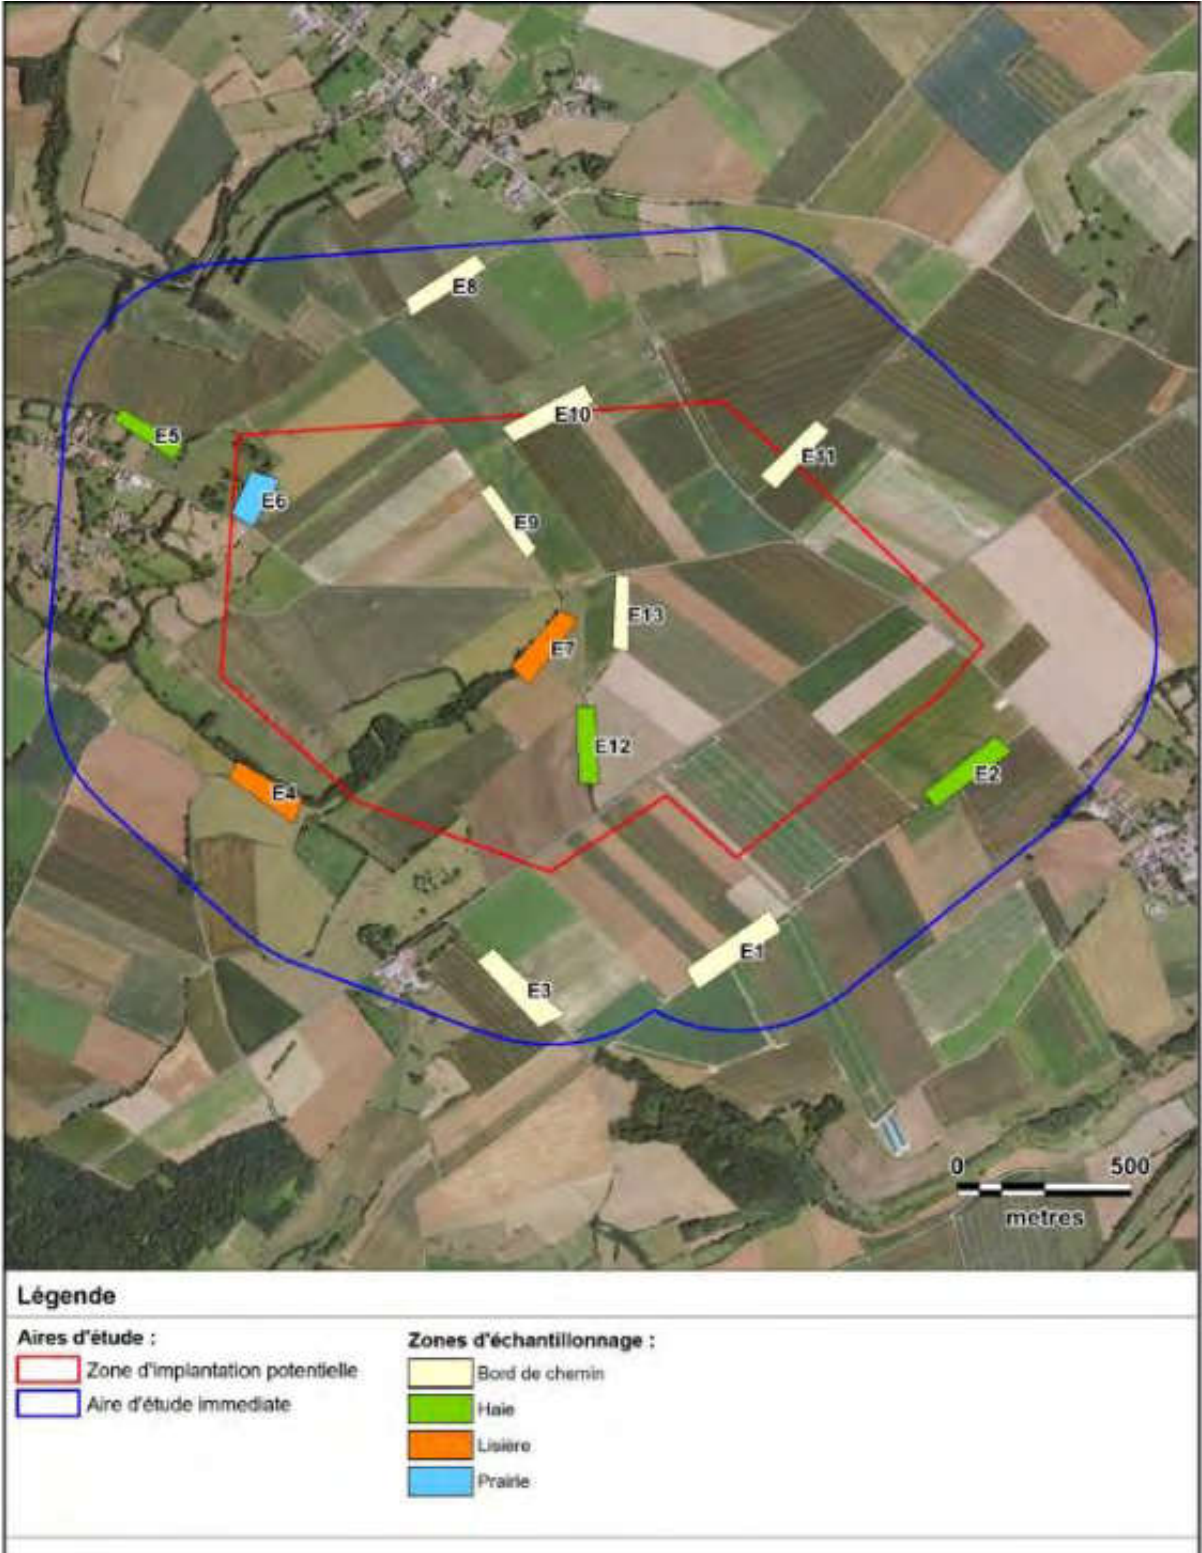 E8
E10
E5
E11
E6
E9
E13
E7
E12
E2
E4
E1
E3
0 500
metres
Légende
Aires d'étude :
Zone d'implantation potentielle
Aire d'étude immediate
Zones d'échantillonnage :
Bord de chemin
Haie
Lisière
Prairie